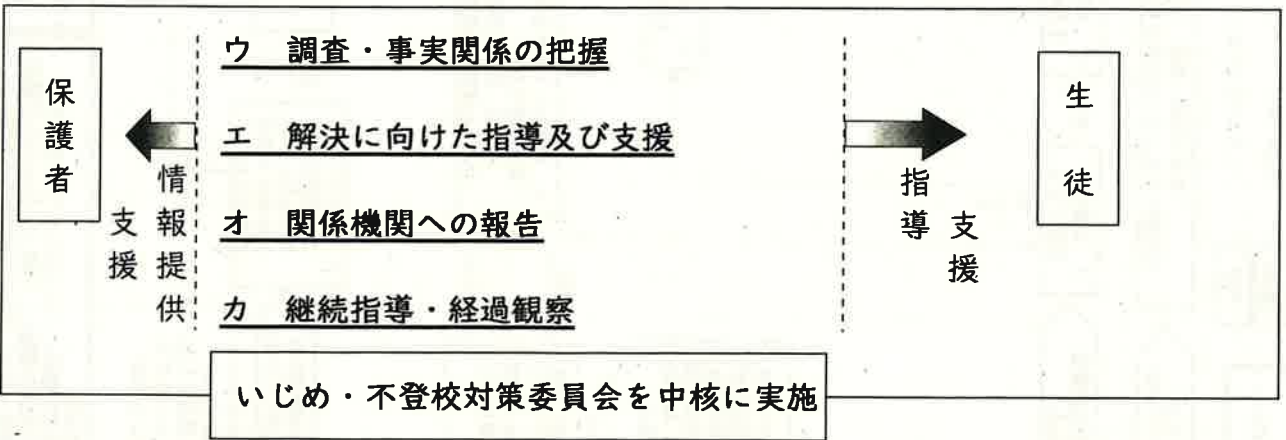 保護者
情報提供
支援
ウ 調査・事実関係の把握
エ 解決に向けた指導及び支援
オ 関係機関への報告
カ 継続指導・経過観察
指導
支援
生徒
いじめ・不登校対策委員会を中核に実施